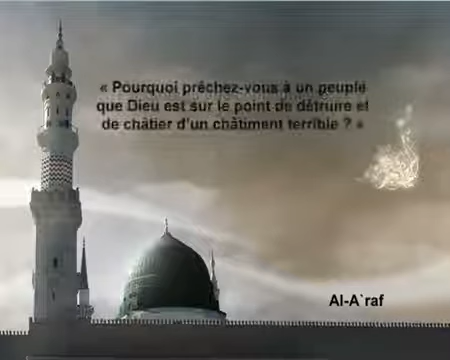 « Pourquoi prêchez-vous à un peuple
que Dieu est sur le point de détruire et
de châtier d'un châtiment terrible ? »
Al-A`raf